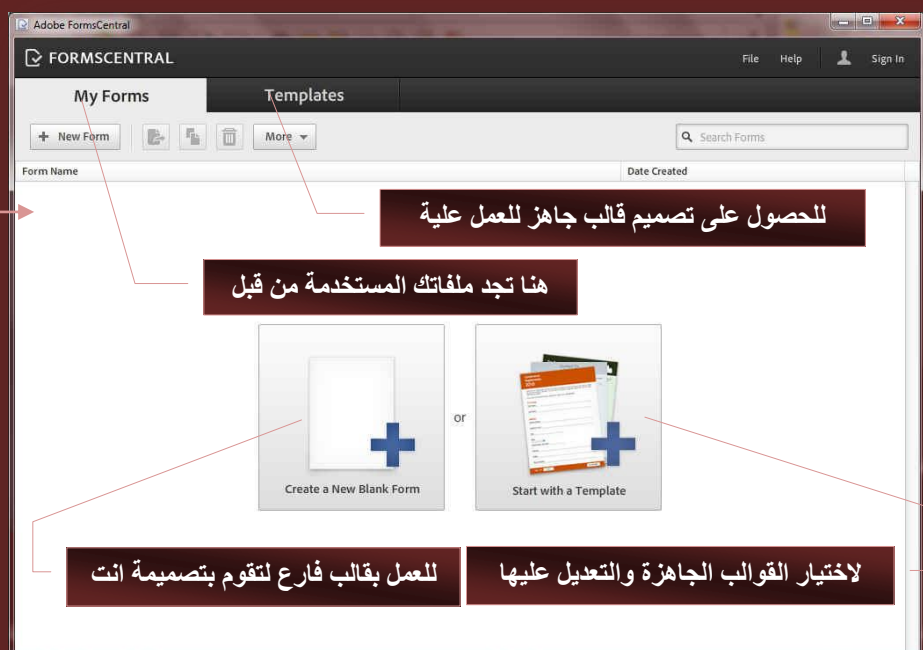 Adobe FormsCentral
FORMSCENTRAL
File Help Sign In
My Forms Templates
New Form More Search Forms
Form Name Date Created
للحصول على تصميم قالب جاهز للعمل علية
هنا تجد ملفاتك المستخدمة من قبل
or
Create a New Blank Form Start with a Template
للعمل بقالب فارع لتقوم بتصميمة انت
لاختيار القوالب الجاهزة والتعديل عليها